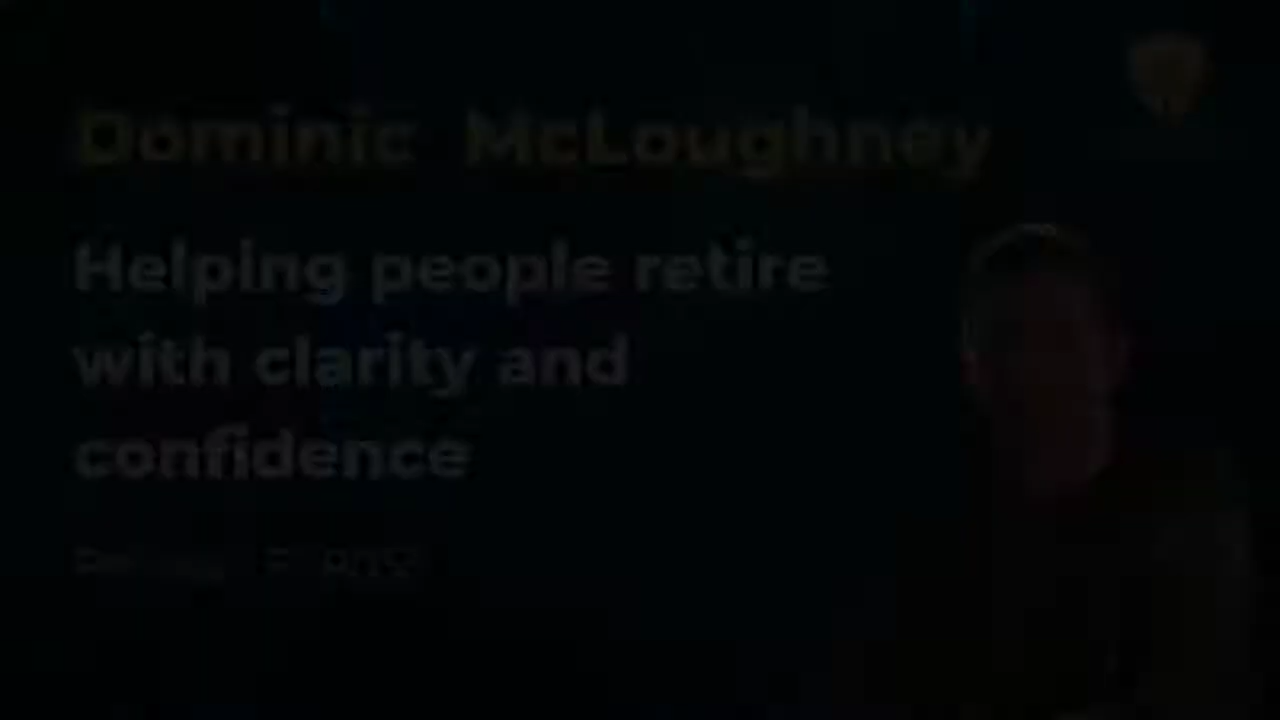 Dominic McLoughney
Helping people retire
with clarity and
confidence